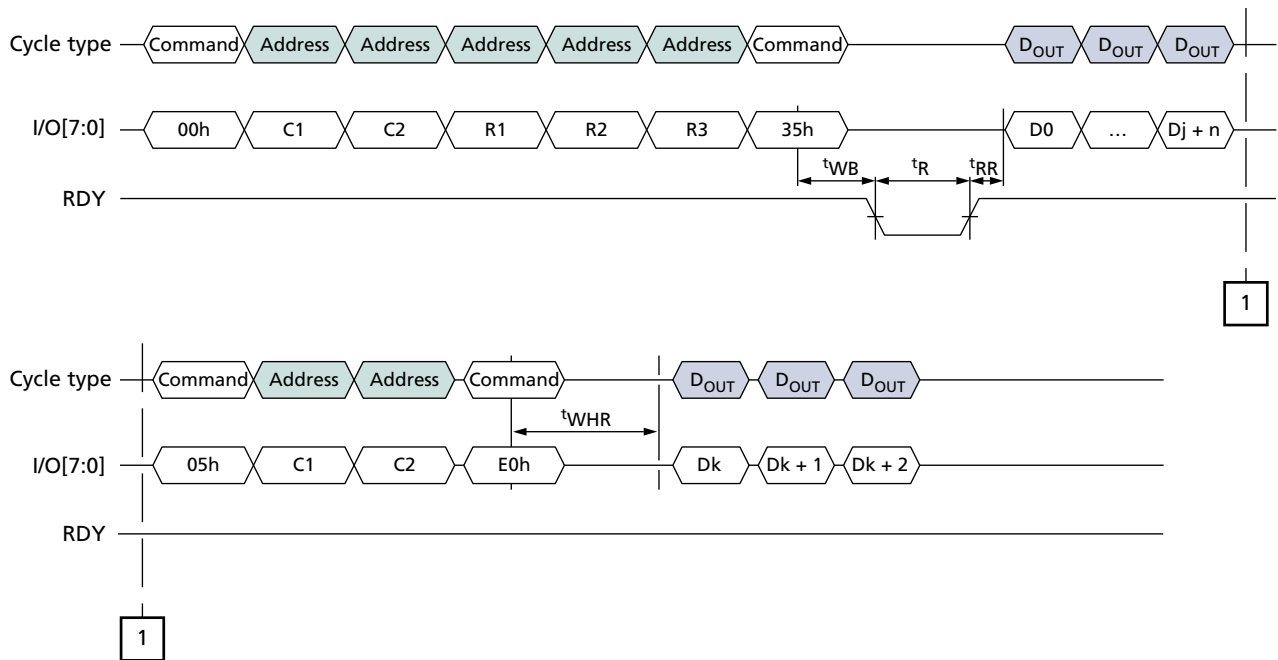 Cycle type Command Address Address Address Address Address Command DOUT DOUT DOUT
I/O[7:0] 00h C1 C2 R1 R2 R3 35h D0 … Dj + n
tWB tR tRR
RDY
1
Cycle type Command Address Address Command DOUT DOUT DOUT
tWHR
I/O[7:0] 05h C1 C2 E0h Dk Dk + 1 Dk + 2
RDY
1